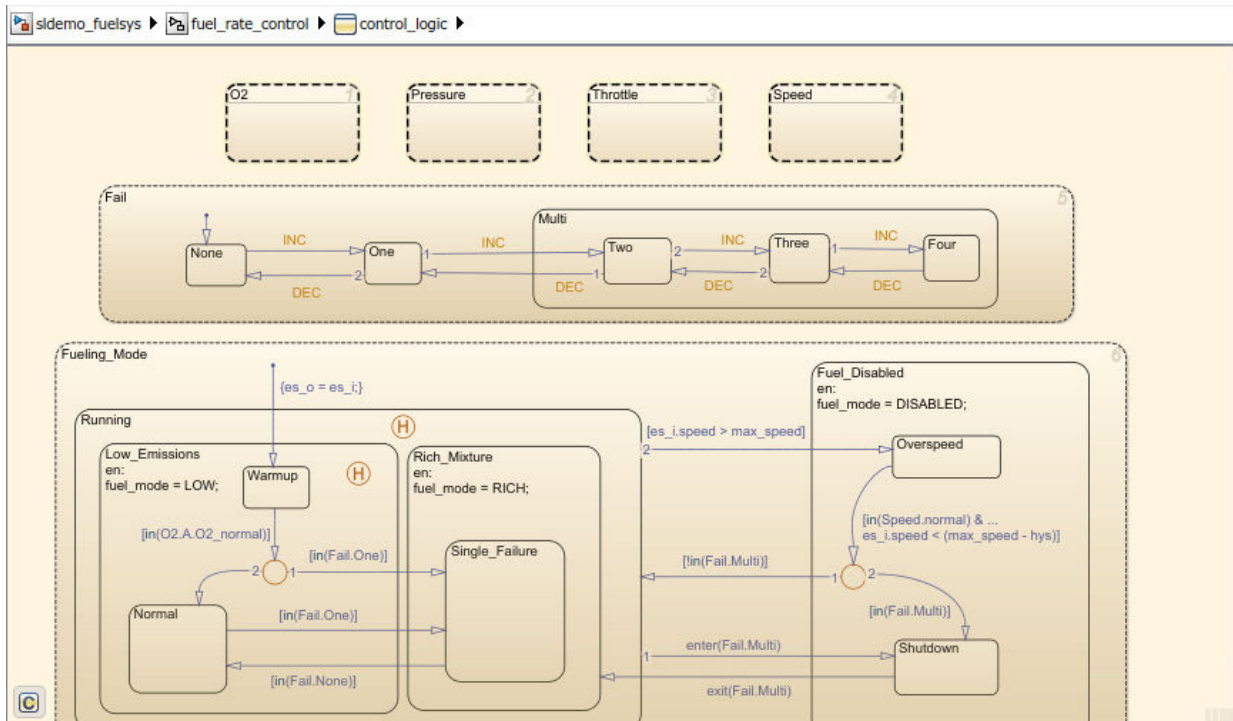 sldemo_fuelsys fuel_rate_control control_logic
O2 1 Pressure 2 Throttle 3 Speed 4
Fail 5
Multi
None INC One 1 INC Two 2 INC Three 1 INC Four
DEC 2 DEC 1 DEC 2 DEC
Fueling_Mode 6
{es_o = es_i;}
Fuel_Disabled
en:
fuel_mode = DISABLED;
Running
H
[es_i.speed > max_speed]
2
Overspeed
Low_Emissions
en:
fuel_mode = LOW;
Warmup
H
Rich_Mixture
en:
fuel_mode = RICH;
[in(O2.A.O2_normal)]
[in(Speed.normal) & ...
es_i.speed < (max_speed - hys)]
[in(Fail.One)]
2 1
Single_Failure
[!in(Fail.Multi)]
1 2
Normal
[in(Fail.One)]
[in(Fail.Multi)]
[in(Fail.None)]
1
enter(Fail.Multi)
Shutdown
exit(Fail.Multi)
C